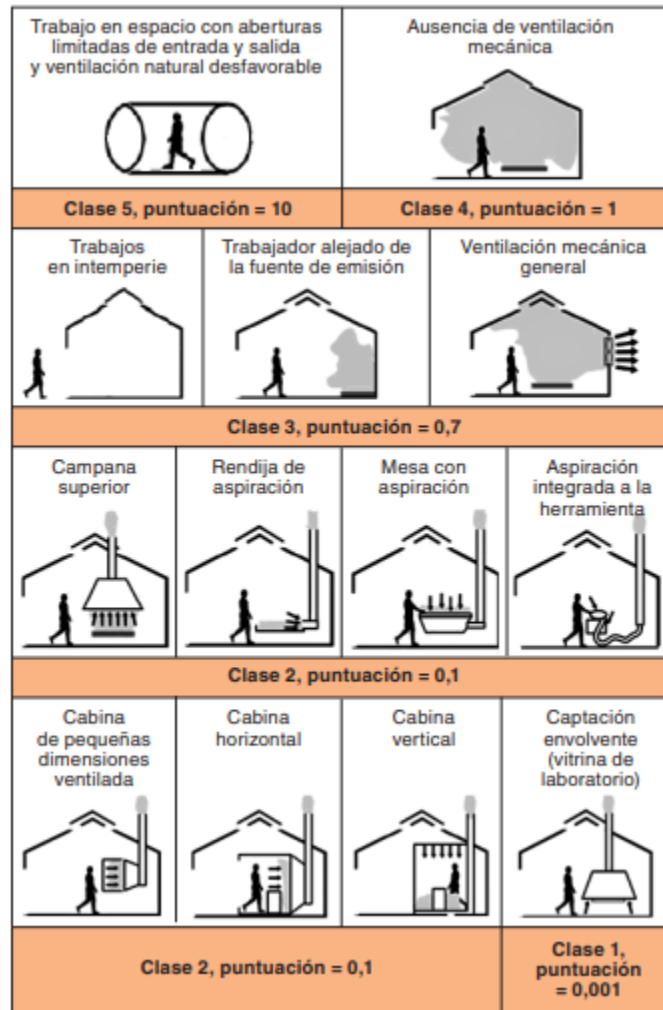 Trabajo en espacio con aberturas
limitadas de entrada y salida
y ventilación natural desfavorable
Ausencia de ventilación
mecánica
Clase 5, puntuación = 10
Clase 4, puntuación = 1
Trabajos
en intemperie
Trabajador alejado de
la fuente de emisión
Ventilación mecánica
general
Clase 3, puntuación = 0,7
Campana
superior
Rendija de
aspiración
Mesa con
aspiración
Aspiración
integrada a la
herramienta
Clase 2, puntuación = 0,1
Cabina
de pequeñas
dimensiones
ventilada
Cabina
horizontal
Cabina
vertical
Captación
envolvente
(vitrina de
laboratorio)
Clase 2, puntuación = 0,1
Clase 1,
puntuación
= 0,001